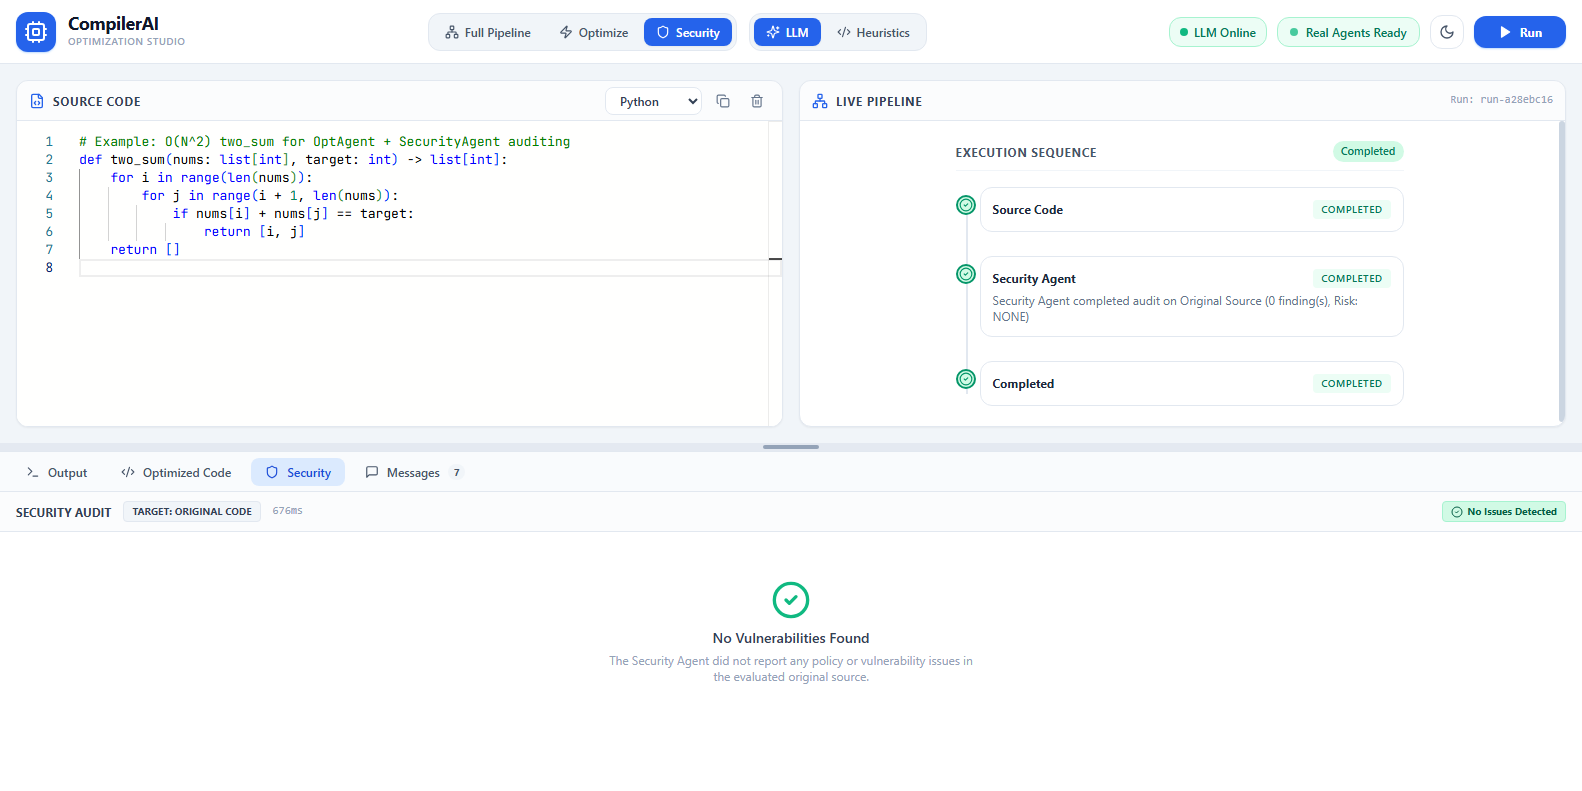 CompilerAI
OPTIMIZATION STUDIO
Full Pipeline
Optimize
Security
LLM
Heuristics
LLM Online
Real Agents Ready
Run
SOURCE CODE
Python
1 # Example: O(N^2) two_sum for OptAgent + SecurityAgent auditing
2 def two_sum(nums: list[int], target: int) -> list[int]:
3 for i in range(len(nums)):
4 for j in range(i + 1, len(nums)):
5 if nums[i] + nums[j] == target:
6 return [i, j]
7 return []
8
LIVE PIPELINE
Run: run-a28ebc16
EXECUTION SEQUENCE
Completed
Source Code
COMPLETED
Security Agent
COMPLETED
Security Agent completed audit on Original Source (0 finding(s), Risk:
NONE)
Completed
COMPLETED
Output
Optimized Code
Security
Messages 7
SECURITY AUDIT
TARGET: ORIGINAL CODE
676ms
No Issues Detected
No Vulnerabilities Found
The Security Agent did not report any policy or vulnerability issues in
the evaluated original source.